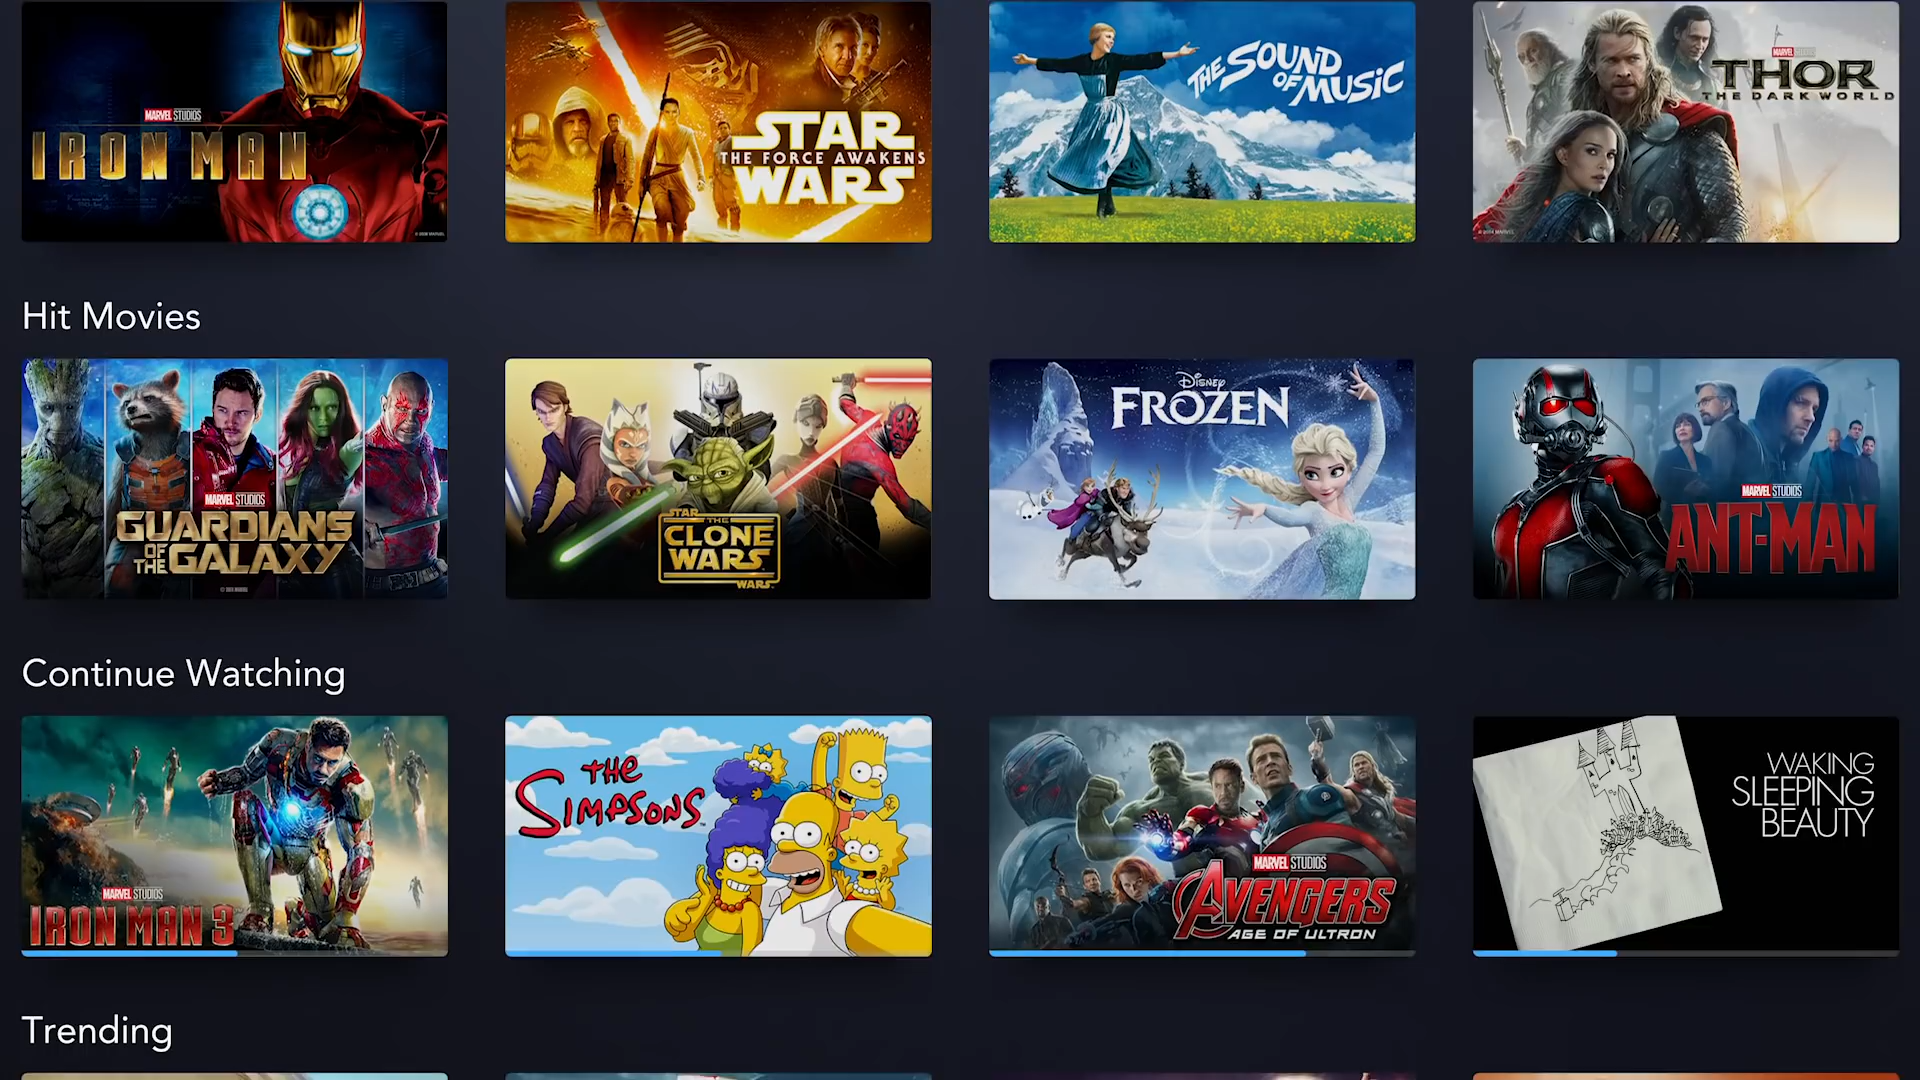 MARVEL STUDIOS
IRON MAN
STAR
THE FORCE AWAKENS
WARS
THE SOUND
OF MUSIC
MARVEL STUDIOS
THOR
THE DARK WORLD
Hit Movies
MARVEL STUDIOS
GUARDIANS
OF THE GALAXY
STAR
THE
CLONE
WARS
WARS
Disney
FROZEN
MARVEL STUDIOS
ANT-MAN
Continue Watching
MARVEL STUDIOS
IRON MAN 3
THE
SIMPSONS
MARVEL STUDIOS
AVENGERS
AGE OF ULTRON
WAKING
SLEEPING
BEAUTY
Trending